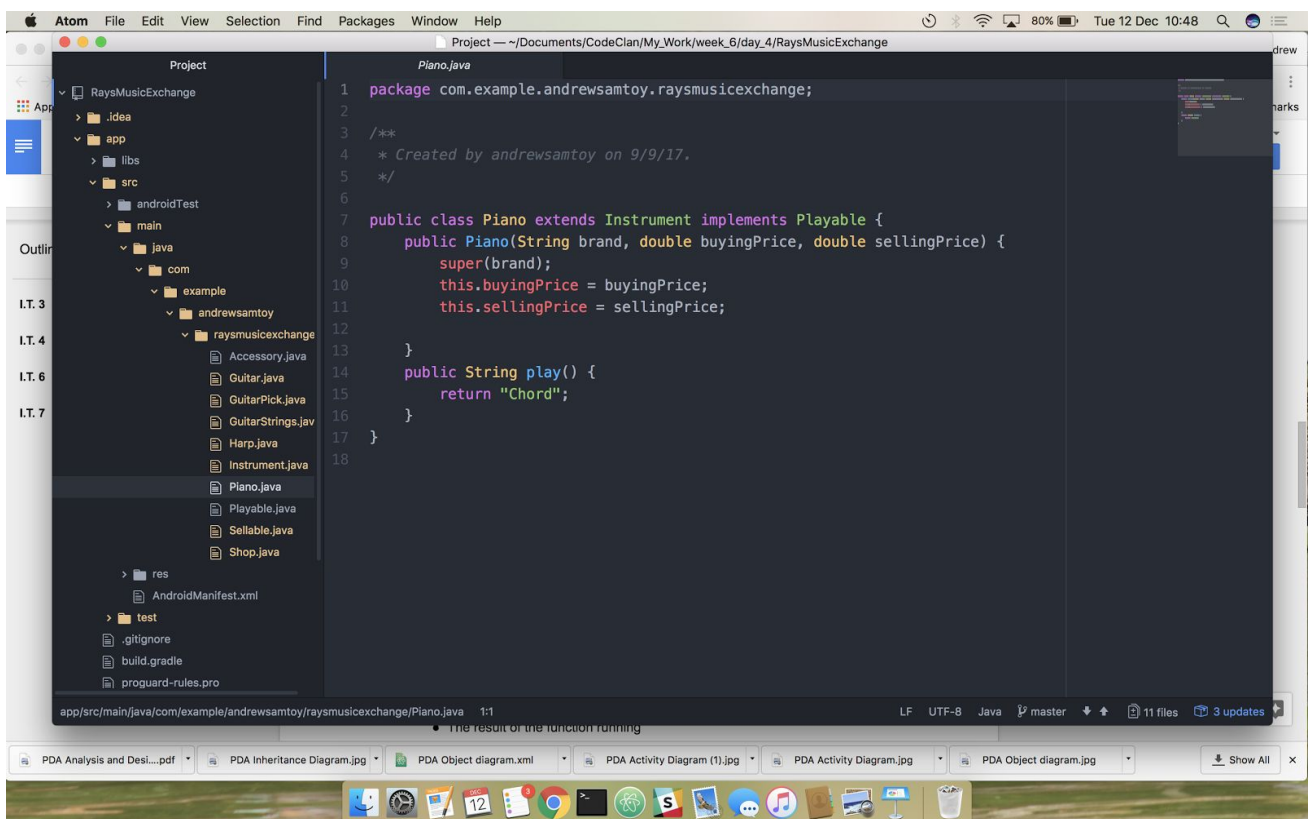 Atom File Edit View Selection Find Packages Window Help 80% Tue 12 Dec 10:48
Project — ~/Documents/CodeClan/My_Work/week_6/day_4/RaysMusicExchange
drew
App
arks
Outlin
I.T. 3
I.T. 4
I.T. 6
I.T. 7
Project
RaysMusicExchange
.idea
app
libs
src
androidTest
main
java
com
example
andrewsamtoy
raysmusicexchange
Accessory.java
Guitar.java
GuitarPick.java
GuitarStrings.jav
Harp.java
Instrument.java
Piano.java
Playable.java
Sellable.java
Shop.java
res
AndroidManifest.xml
test
.gitignore
build.gradle
proguard-rules.pro
Piano.java
1 package com.example.andrewsamtoy.raysmusicexchange;
2
3 /**
4 * Created by andrewsamtoy on 9/9/17.
5 */
6
7 public class Piano extends Instrument implements Playable {
8 public Piano(String brand, double buyingPrice, double sellingPrice) {
9 super(brand);
10 this.buyingPrice = buyingPrice;
11 this.sellingPrice = sellingPrice;
12
13 }
14 public String play() {
15 return "Chord";
16 }
17 }
18
app/src/main/java/com/example/andrewsamtoy/raysmusicexchange/Piano.java 1:1 LF UTF-8 Java master 11 files 3 updates
The result of the function running
PDA Analysis and Desi....pdf PDA Inheritance Diagram.jpg PDA Object diagram.xml PDA Activity Diagram (1).jpg PDA Activity Diagram.jpg PDA Object diagram.jpg Show All
DEC
12
3